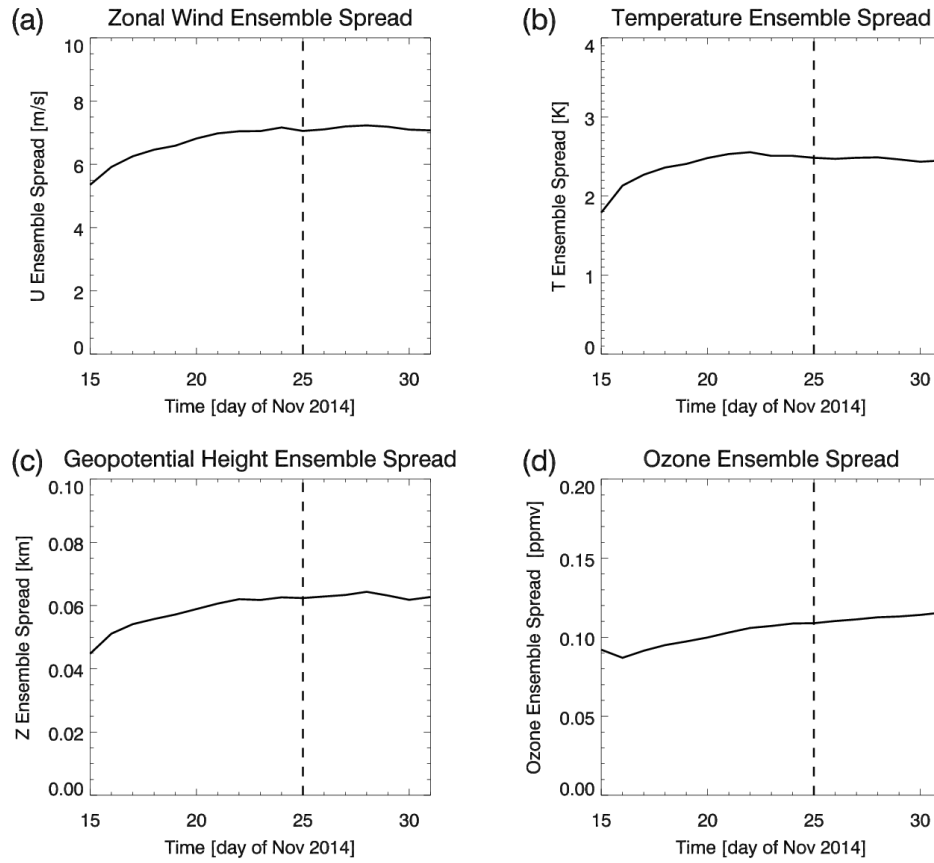 (a) Zonal Wind Ensemble Spread
U Ensemble Spread [m/s]
10
8
6
4
2
0
15 20 25 30
Time [day of Nov 2014]
(b) Temperature Ensemble Spread
T Ensemble Spread [K]
4
3
2
1
0
15 20 25 30
Time [day of Nov 2014]
(c) Geopotential Height Ensemble Spread
Z Ensemble Spread [km]
0.10
0.08
0.06
0.04
0.02
0.00
15 20 25 30
Time [day of Nov 2014]
(d) Ozone Ensemble Spread
Ozone Ensemble Spread [ppmv]
0.20
0.15
0.10
0.05
0.00
15 20 25 30
Time [day of Nov 2014]